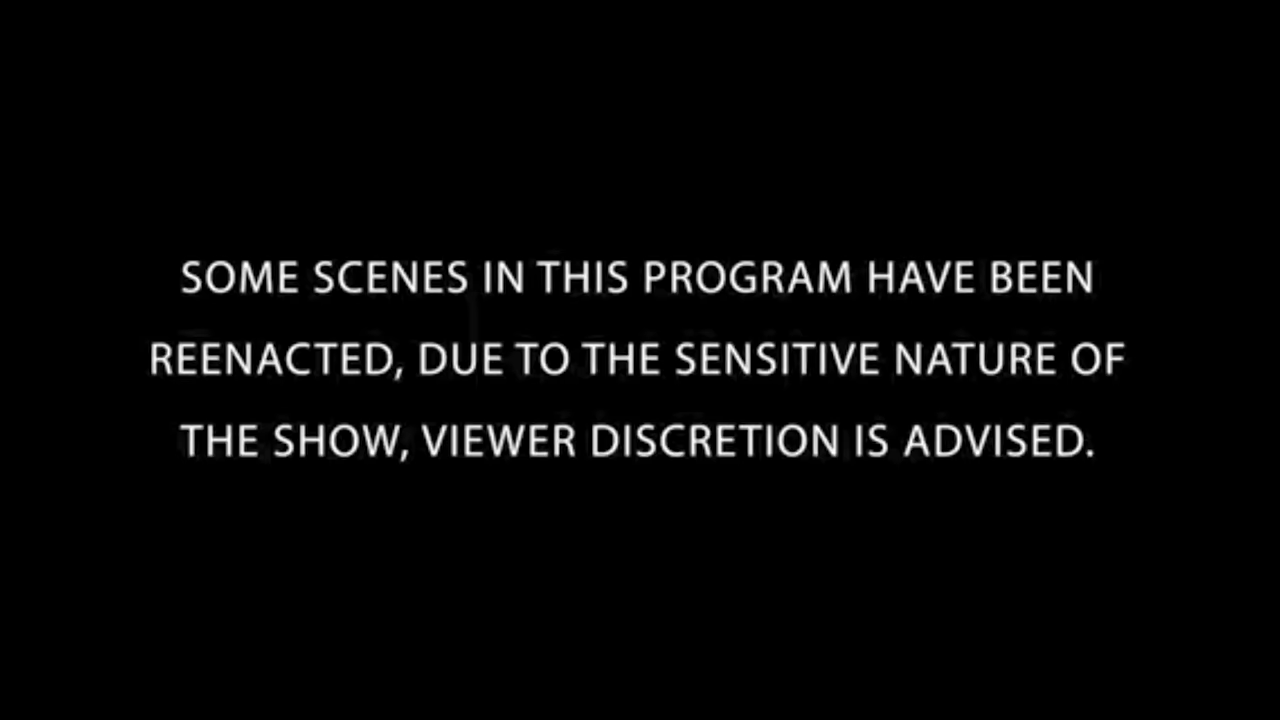 SOME SCENES IN THIS PROGRAM HAVE BEEN
REENACTED, DUE TO THE SENSITIVE NATURE OF
THE SHOW, VIEWER DISCRETION IS ADVISED.